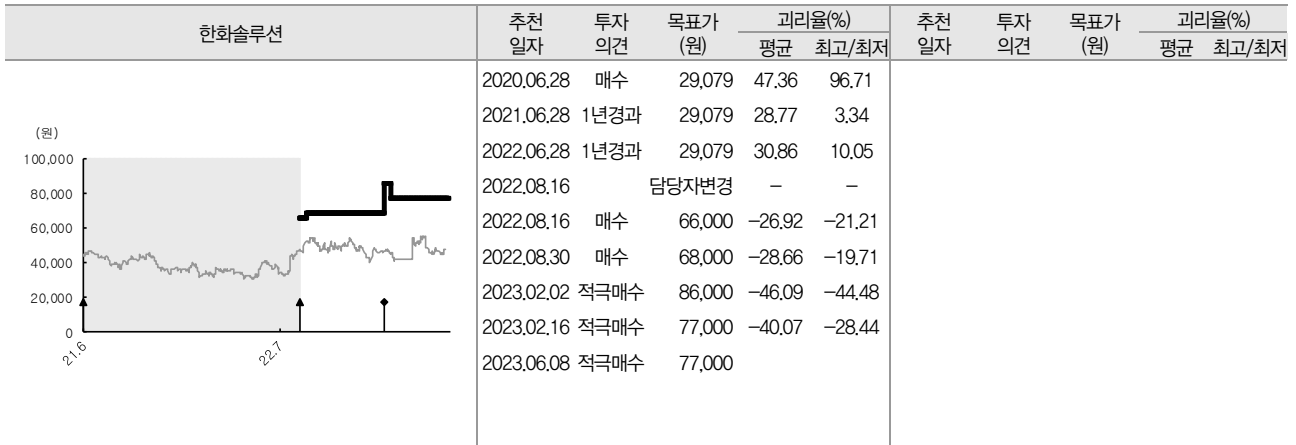 한화솔루션
추천 일자 투자 의견 목표가 (원) 괴리율(%) 평균 최고/최저 추천 일자 투자 의견 목표가 (원) 괴리율(%) 평균 최고/최저
(원)
100,000
80,000
60,000
40,000
20,000
0
21.6 22.7
2020.06.28 매수 29,079 47.36 96.71
2021.06.28 1년경과 29,079 28.77 3.34
2022.06.28 1년경과 29,079 30.86 10.05
2022.08.16 담당자변경 – –
2022.08.16 매수 66,000 –26.92 –21.21
2022.08.30 매수 68,000 –28.66 –19.71
2023.02.02 적극매수 86,000 –46.09 –44.48
2023.02.16 적극매수 77,000 –40.07 –28.44
2023.06.08 적극매수 77,000